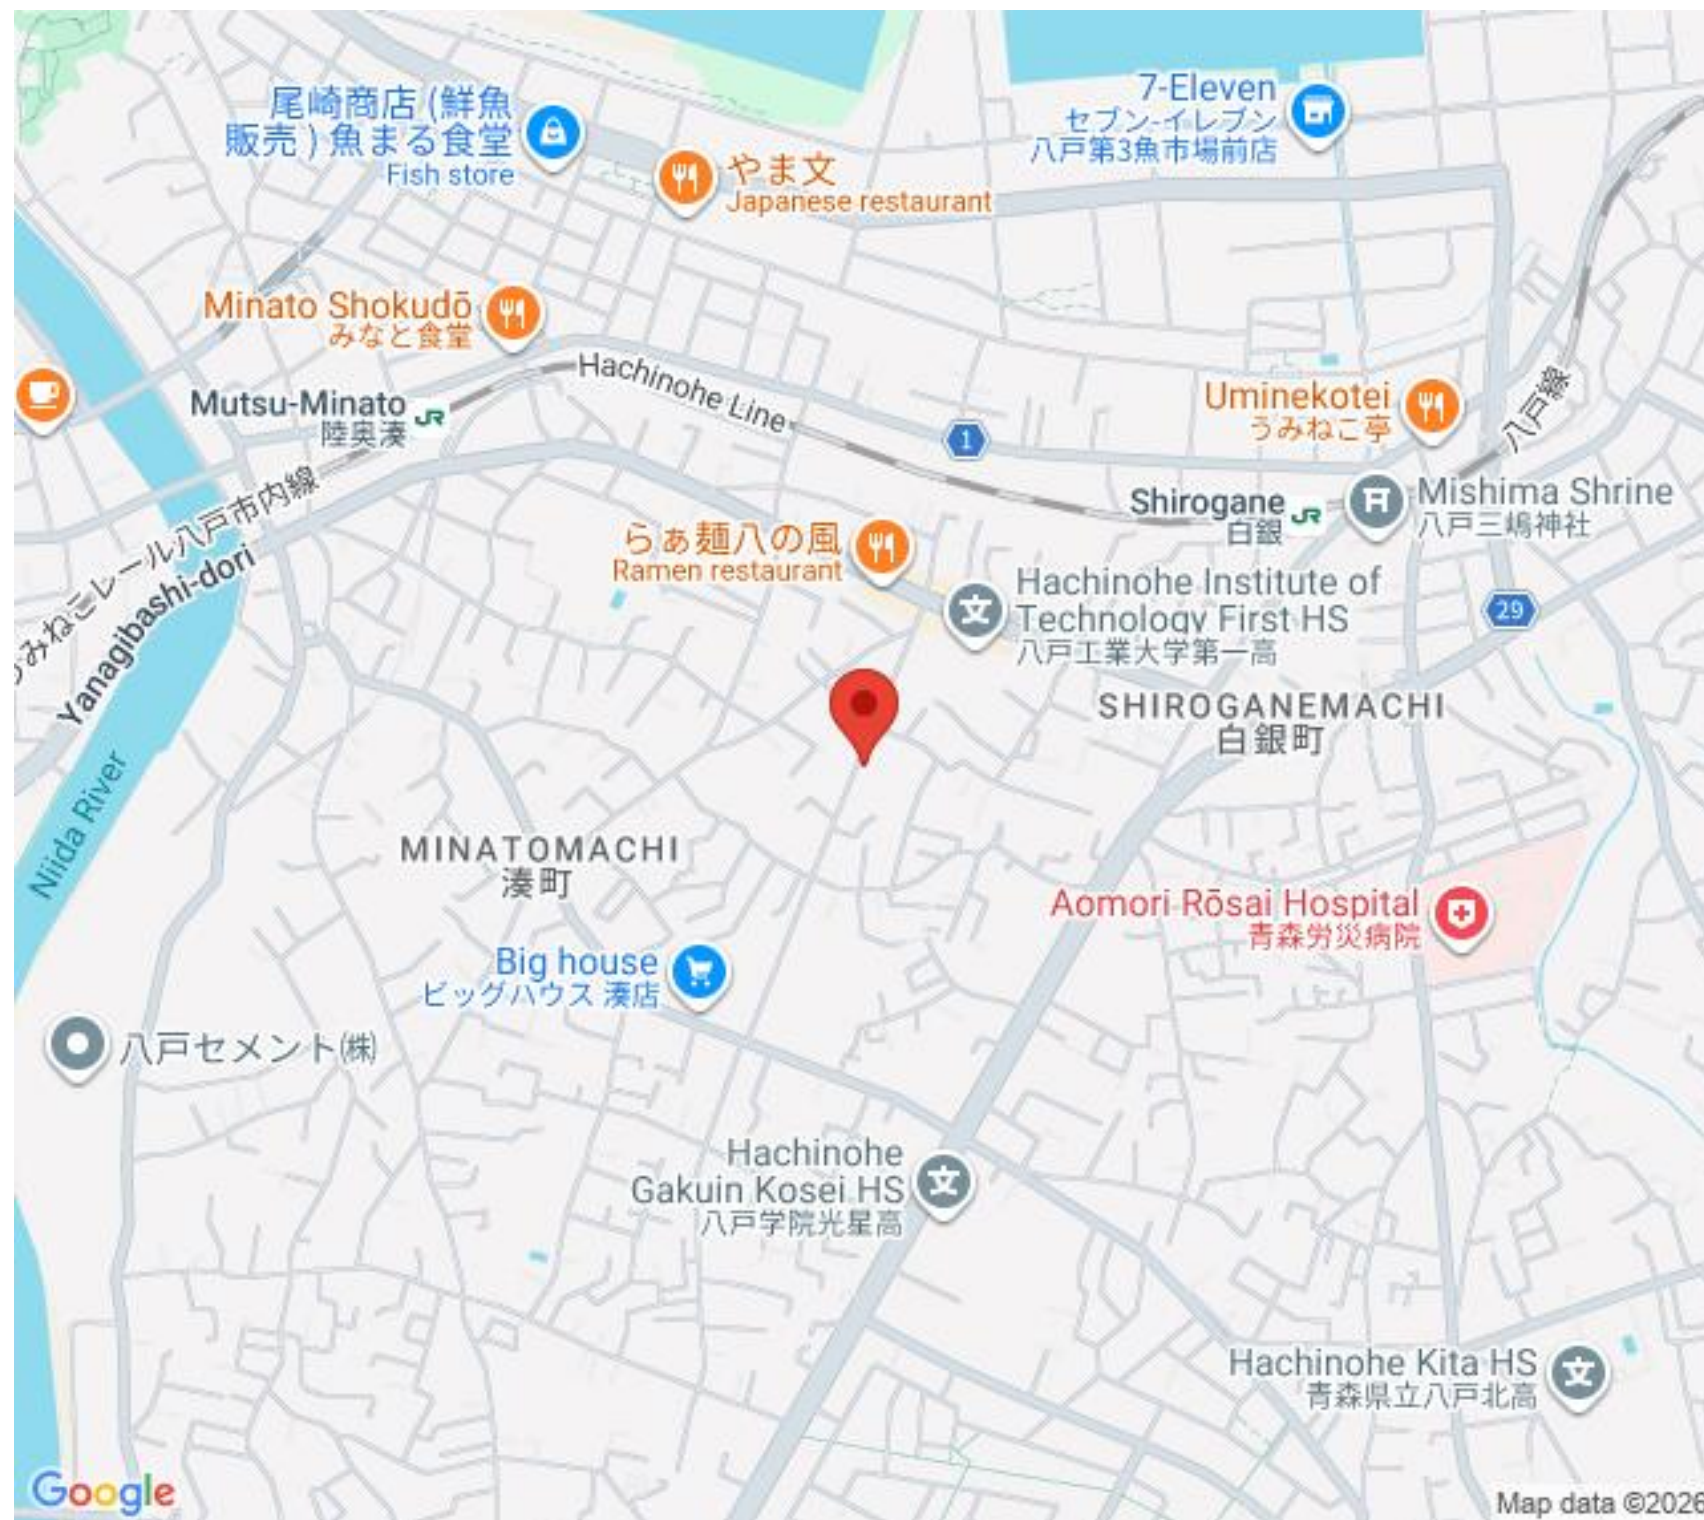 尾崎商店 (鮮魚
販売 ) 魚まる食堂
Fish store
やま文
Japanese restaurant
7-Eleven
セブン-イレブン
八戸第3魚市場前店
Minato Shokudō
みなと食堂
Hachinohe Line
Mutsu-Minato
陸奥湊
JR
1
Uminekotei
うみねこ亭
八戸線
Shirogane
白銀
JR
Mishima Shrine
八戸三嶋神社
うみねこレール八戸市内線
Yanagibashi-dori
らぁ麺八の風
Ramen restaurant
文
Hachinohe Institute of
Technology First HS
八戸工業大学第一高
29
SHIROGANEMACHI
白銀町
Niida River
MINATOMACHI
湊町
Aomori Rōsai Hospital
青森労災病院
Big house
ビッグハウス 湊店
八戸セメント㈱
Hachinohe
Gakuin Kosei HS
八戸学院光星高
文
Hachinohe Kita HS
青森県立八戸北高
文
Google
Map data ©2026